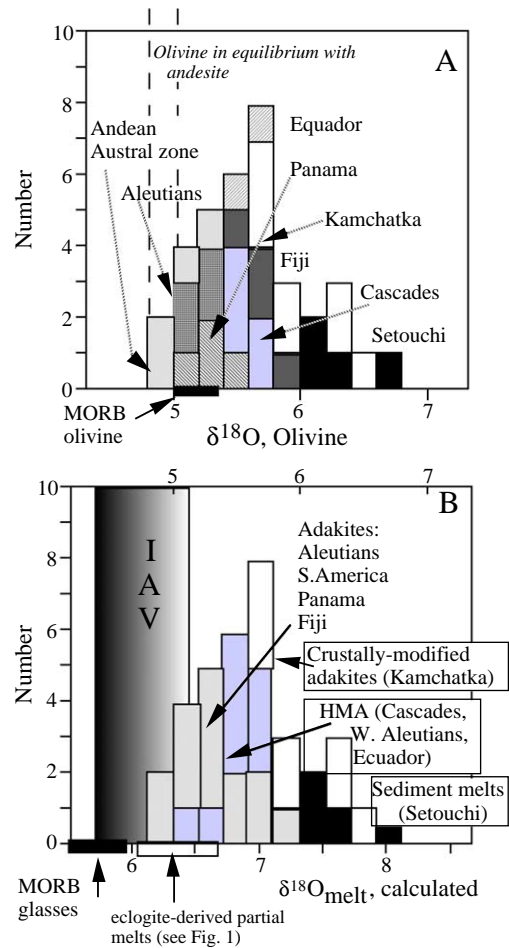 Olivine in equilibrium with
andesite
A
10
8
6
4
2
0
Number
Andean
Austral zone
Aleutians
Equador
Panama
Kamchatka
Fiji
Cascades
Setouchi
MORB
olivine
5
6
7
δ¹⁸O, Olivine
5
6
7
B
10
8
6
4
2
0
Number
I
A
V
Adakites:
Aleutians
S.America
Panama
Fiji
Crustally-modified
adakites (Kamchatka)
HMA (Cascades,
W. Aleutians,
Ecuador)
Sediment melts
(Setouchi)
6
7
8
MORB
glasses
δ¹⁸Omelt, calculated
eclogite-derived partial
melts (see Fig. 1)